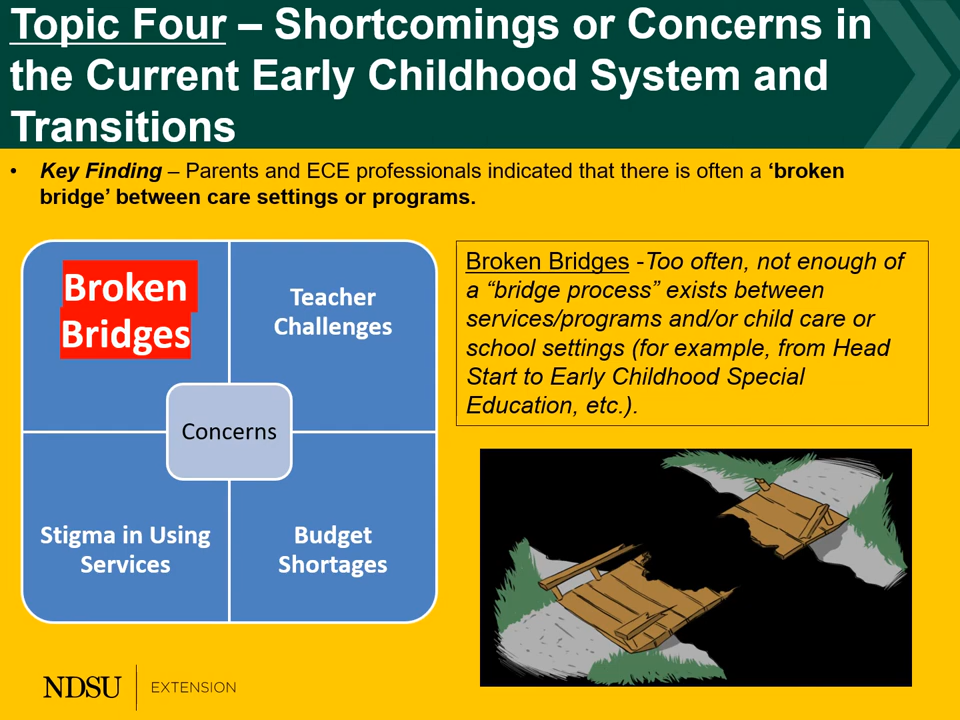 Topic Four – Shortcomings or Concerns in
the Current Early Childhood System and
Transitions
• Key Finding – Parents and ECE professionals indicated that there is often a ‘broken
bridge’ between care settings or programs.
Broken
Bridges
Teacher
Challenges
Concerns
Stigma in Using
Services
Budget
Shortages
Broken Bridges -Too often, not enough of
a “bridge process” exists between
services/programs and/or child care or
school settings (for example, from Head
Start to Early Childhood Special
Education, etc.).
NDSU EXTENSION